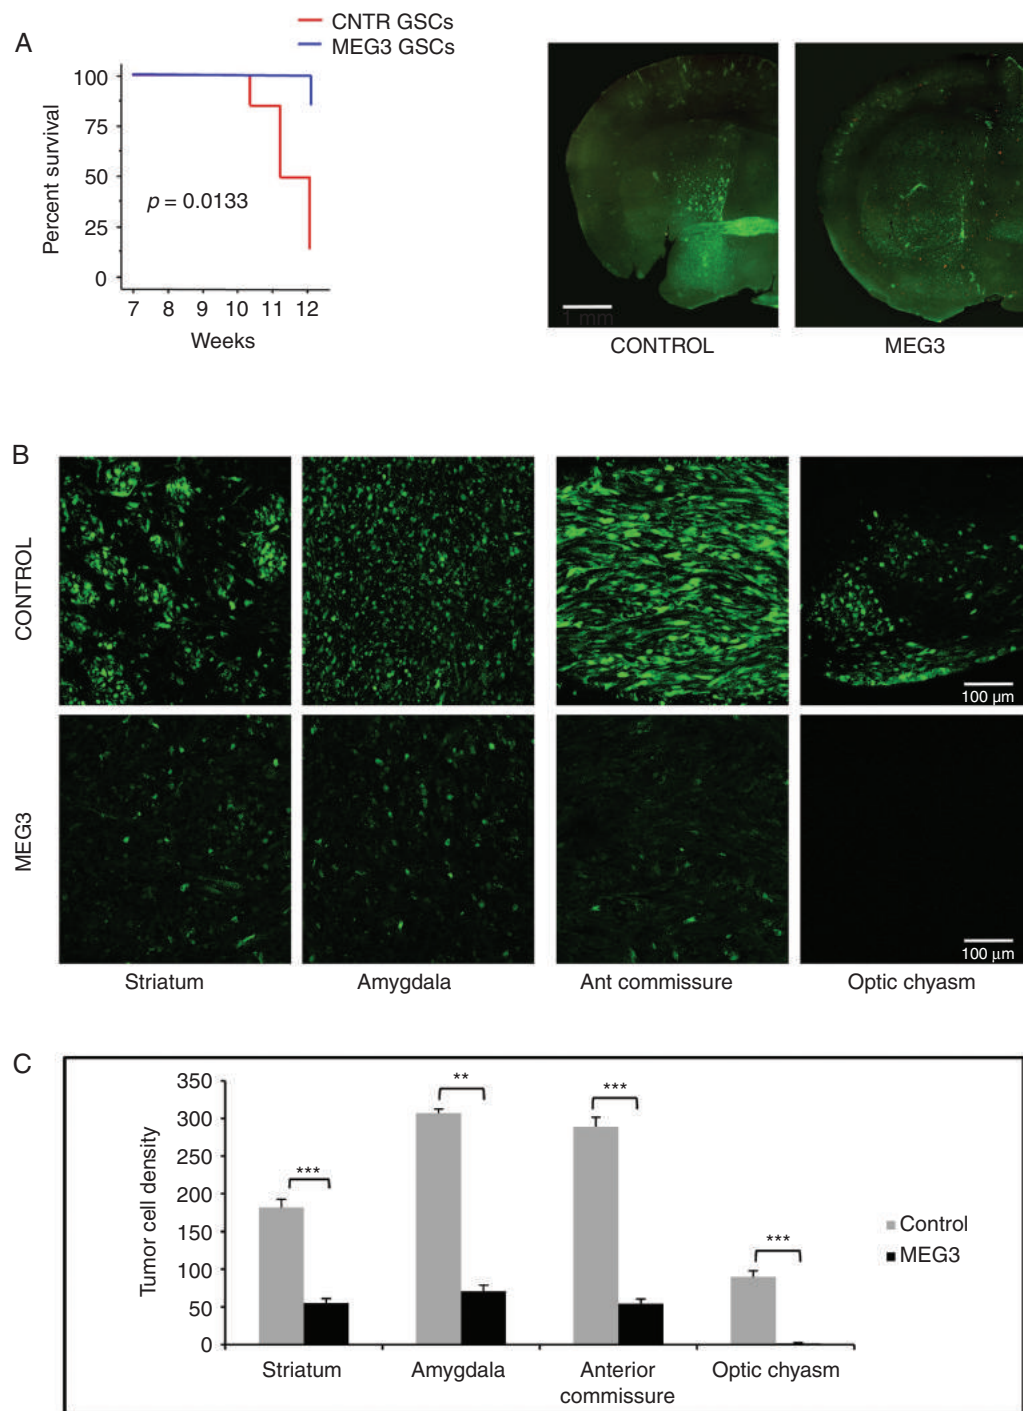 A
CNTR GSCs
MEG3 GSCs
Percent survival
100
75
50
25
0
p = 0.0133
7 8 9 10 11 12
Weeks
1 mm
CONTROL
MEG3
B
CONTROL
100 µm
MEG3
100 µm
Striatum
Amygdala
Ant commissure
Optic chyasm
C
Tumor cell density
350
300
250
200
150
100
50
0
***
**
***
***
Control
MEG3
Striatum
Amygdala
Anterior
commissure
Optic chyasm